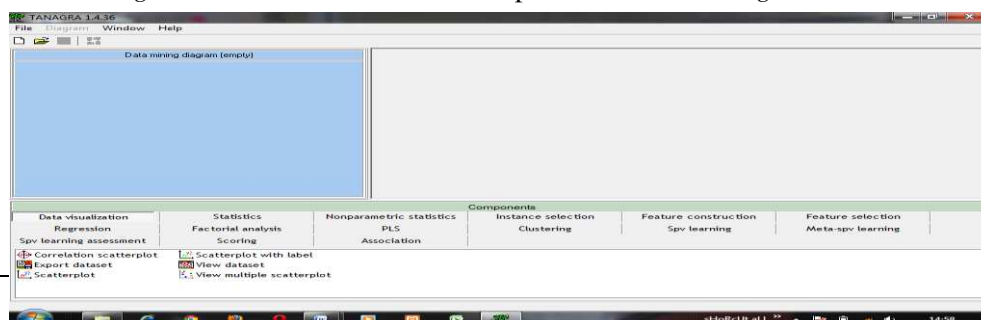 TANAGRA 1.4.36
File Diagram Window Help
Data mining diagram (empty)
Components
Data visualization Statistics Nonparametric statistics Instance selection Feature construction Feature selection
Regression Factorial analysis PLS Clustering Spv learning Meta-spv learning
Spv learning assessment Scoring Association
Correlation scatterplot Scatterplot with label
Export dataset View dataset
Scatterplot View multiple scatterplot
14:58